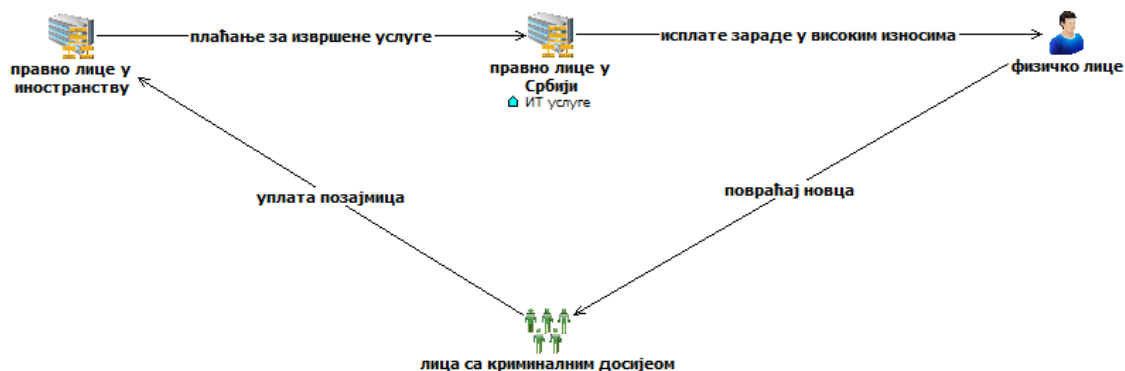 плаћање за извршене услуге
исплате зараде у високим износима
правно лице у
иностранству
правно лице у
Србији
ИТ услуге
физичко лице
уплата позајмица
повраћај новца
лица са криминалним досијеом